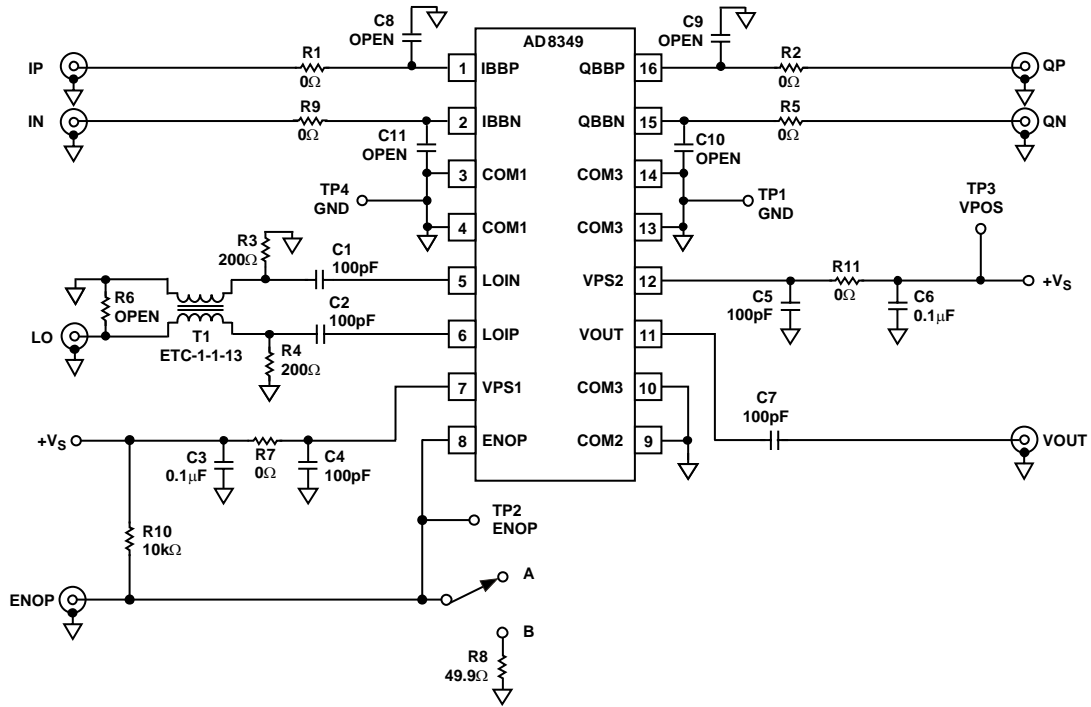 AD8349
C8
OPEN
C9
OPEN
IP
R1
0Ω
1
IBBP
QBBP
16
R2
0Ω
QP
IN
R9
0Ω
2
IBBN
QBBN
15
R5
0Ω
QN
C11
OPEN
C10
OPEN
3
COM1
COM3
14
TP4
GND
TP1
GND
TP3
VPOS
4
COM1
COM3
13
R3
200Ω
C1
100pF
5
LOIN
VPS2
12
R11
0Ω
+VS
R6
OPEN
C2
100pF
C5
100pF
C6
0.1µF
LO
T1
ETC-1-1-13
6
LOIP
VOUT
11
R4
200Ω
7
VPS1
COM3
10
C7
100pF
+VS
8
ENOP
COM2
9
VOUT
C3
0.1µF
R7
0Ω
C4
100pF
TP2
ENOP
R10
10kΩ
A
ENOP
B
R8
49.9Ω